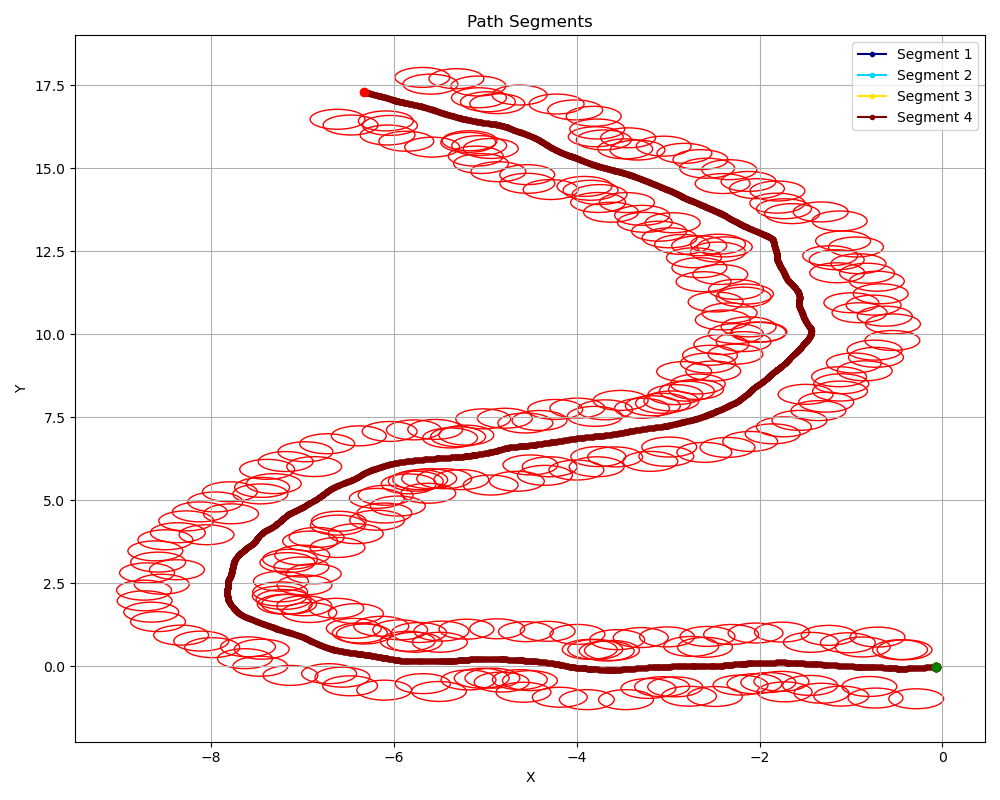 Path Segments
Segment 1
Segment 2
Segment 3
Segment 4
17.5
15.0
12.5
10.0
7.5
5.0
2.5
0.0
Y
−8
−6
−4
−2
0
X